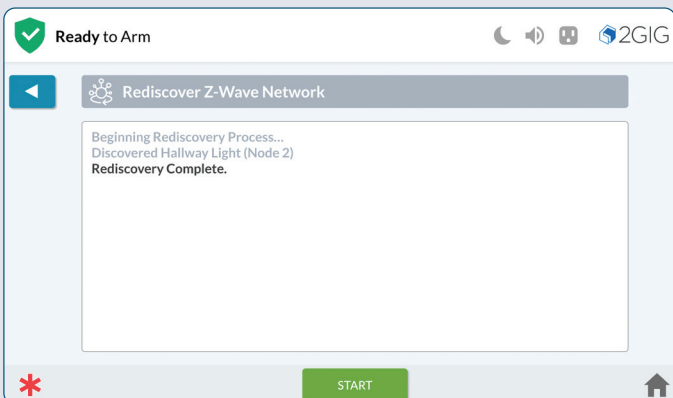 Ready to Arm
2GIG
Rediscover Z-Wave Network
Beginning Rediscovery Process...
Discovered Hallway Light (Node 2)
Rediscovery Complete.
START